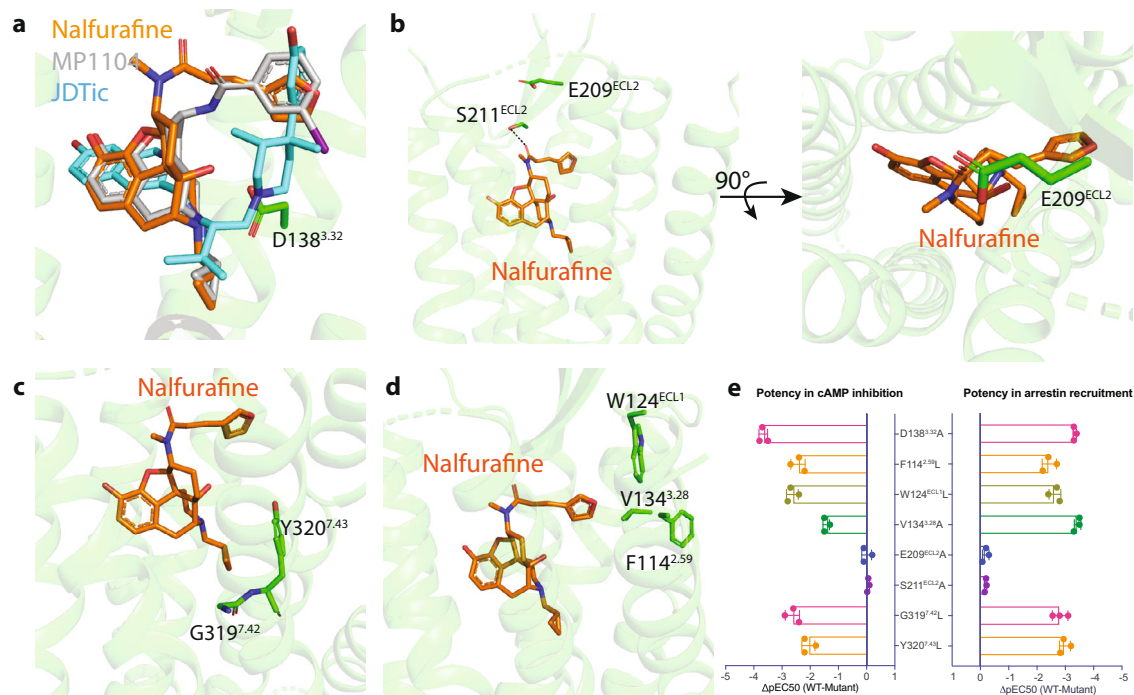 a
Nalfurafine
MP1104
JDTic
D138³·³²
b
E209ᴱᶜᴸ²
S211ᴱᶜᴸ²
Nalfurafine
90°
E209ᴱᶜᴸ²
Nalfurafine
c
Nalfurafine
Y320⁷·⁴³
G319⁷·⁴²
d
W124ᴱᶜᴸ¹
Nalfurafine
V134³·²⁸
F114²·⁵⁹
e
Potency in cAMP inhibition Potency in arrestin recruitment
D138³·³²A
F114²·⁵⁹L
W124ᴱᶜᴸ¹L
V134³·²⁸A
E209ᴱᶜᴸ²A
S211ᴱᶜᴸ²A
G319⁷·⁴²L
Y320⁷·⁴³L
-5 -4 -3 -2 -1 0 1 1 0 -1 -2 -3 -4 -5
ΔpEC50 (WT-Mutant) ΔpEC50 (WT-Mutant)